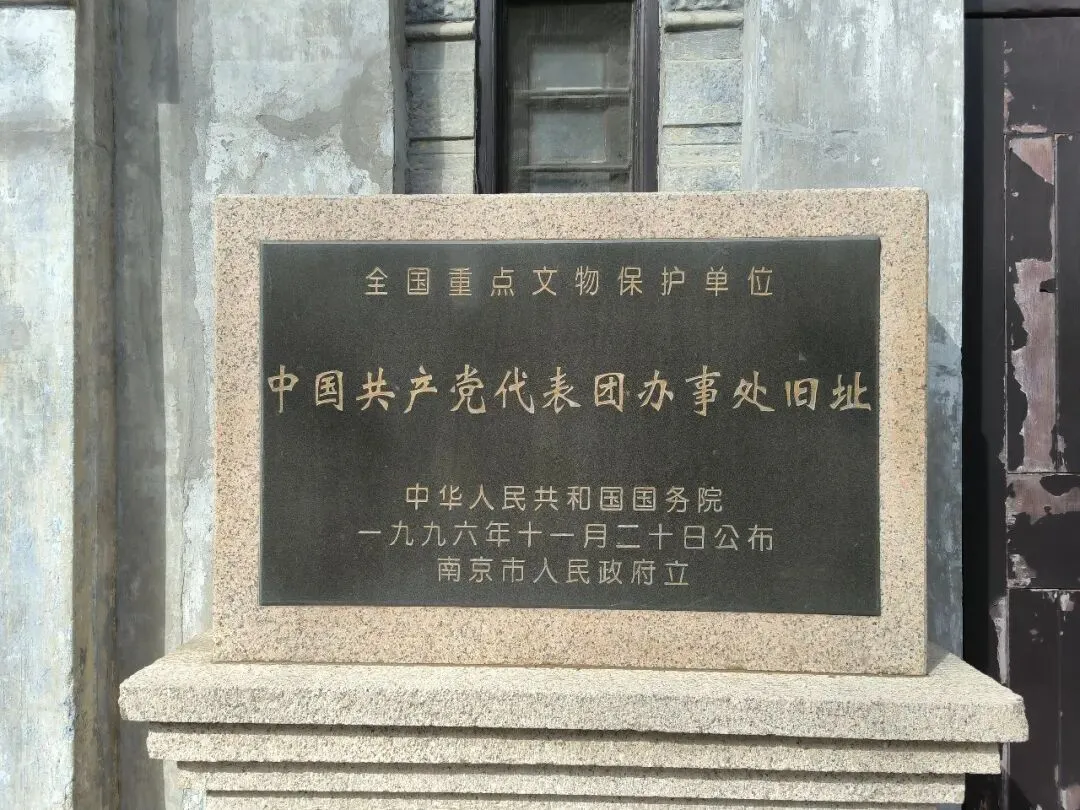 全国重点文物保护单位
中国共产党代表团办事处旧址
中华人民共和国国务院
一九九六年十一月二十日公布
南京市人民政府立